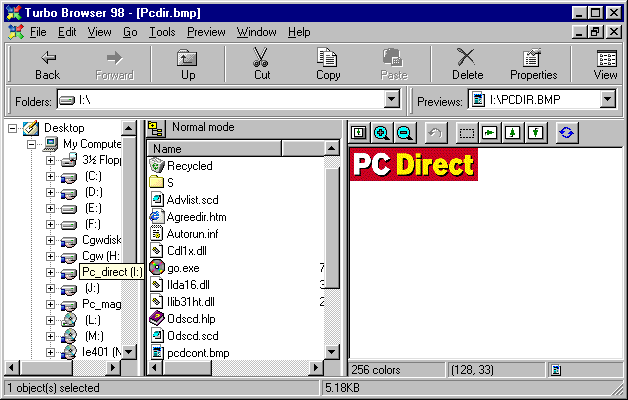 Turbo Browser 98 - [Pcdir.bmp]
File Edit View Go Tools Preview Window Help
Back Forward Up Cut Copy Paste Delete Properties View
Folders: I:\ Previews: I:\PCDIR.BMP
Desktop
My Compute
3½ Flopp
(C:)
(D:)
(E:)
(F:)
Cgwdisk
Cgw (H:
Pc_direct (I:)
(J:)
Pc_mag
(L:)
(M:)
Ie401 (N
Normal mode
Name
Recycled
S
Advlist.scd
Agreedir.htm
Autorun.inf
Cdl1x.dll
go.exe 7
Ilda16.dll 3
Ilib31ht.dll 2
Odscd.hlp
Odscd.scd
pcdcont.bmp
PC Direct
256 colors (128, 33)
1 object(s) selected 5.18KB